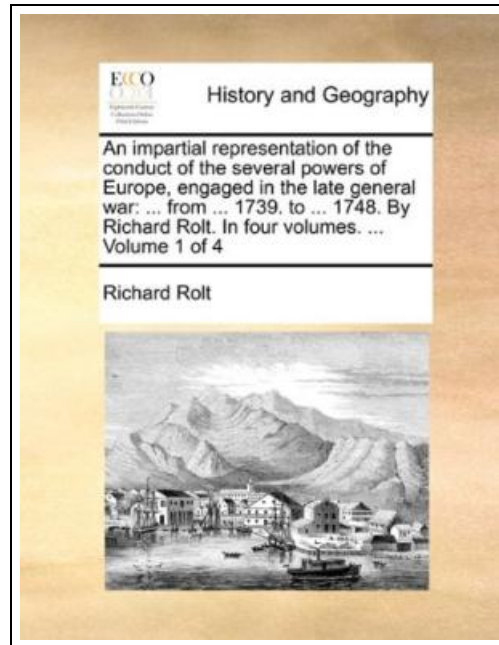 ECCO
History and Geography
An impartial representation of the
conduct of the several powers of
Europe, engaged in the late general
war: ... from ... 1739. to ... 1748. By
Richard Rolt. In four volumes. ...
Volume 1 of 4
Richard Rolt